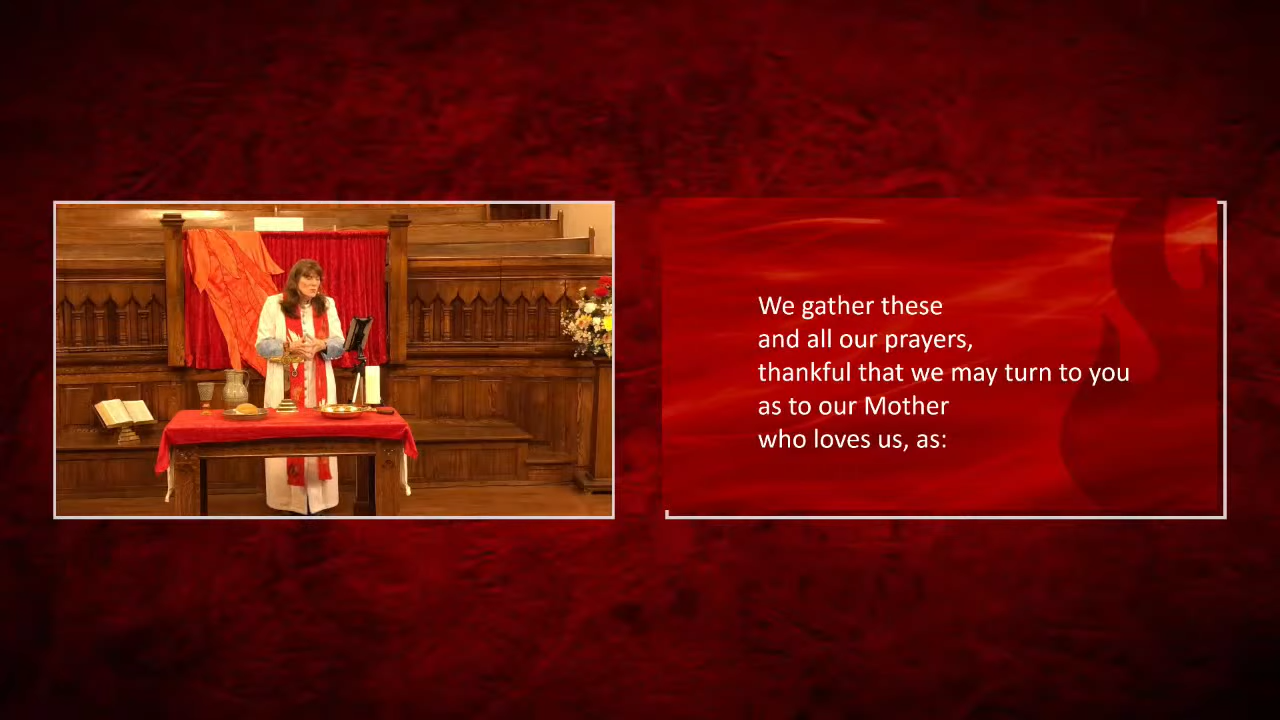 We gather these
and all our prayers,
thankful that we may turn to you
as to our Mother
who loves us, as: